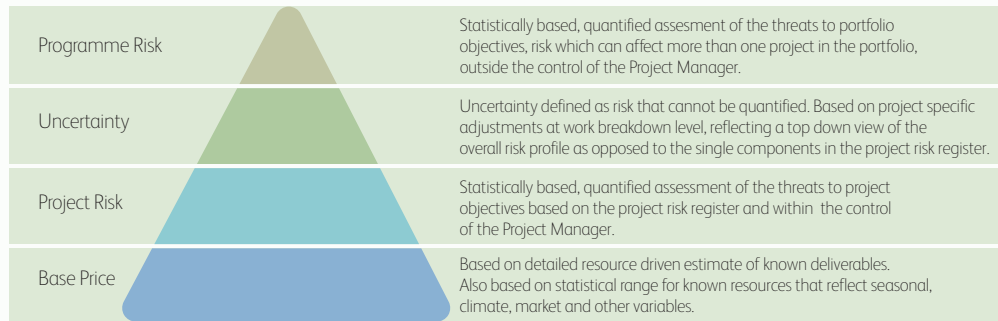 Programme Risk
Statistically based, quantified assesment of the threats to portfolio
objectives, risk which can affect more than one project in the portfolio,
outside the control of the Project Manager.
Uncertainty
Uncertainty defined as risk that cannot be quantified. Based on project specific
adjustments at work breakdown level, reflecting a top down view of the
overall risk profile as opposed to the single components in the project risk register.
Project Risk
Statistically based, quantified assessment of the threats to project
objectives based on the project risk register and within the control
of the Project Manager.
Base Price
Based on detailed resource driven estimate of known deliverables.
Also based on statistical range for known resources that reflect seasonal,
climate, market and other variables.